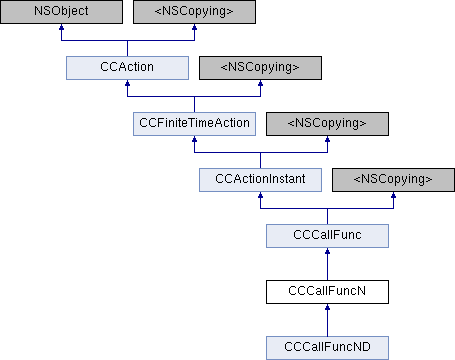 NSObject <NSCopying>
CCAction <NSCopying>
CCFiniteTimeAction <NSCopying>
CCActionInstant <NSCopying>
CCCallFunc
CCCallFuncN
CCCallFuncND